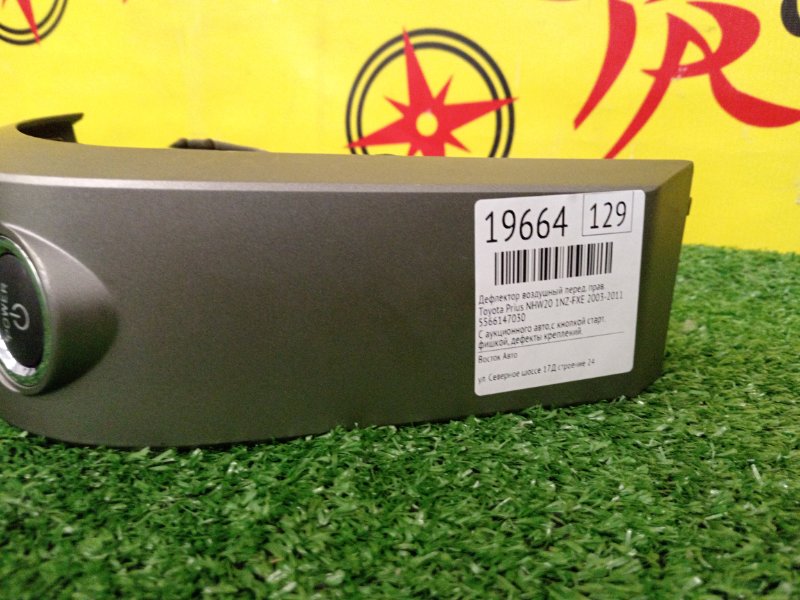 19664 129
Дефлектор воздушный перед. прав.
Toyota Prius NHW20 1NZ-FXE 2003-2011
5566147030
С аукционного авто,с кнопкой старт,
фишкой, дефекты креплений.
Восток Авто
ул. Северное шоссе 17Д строение 24
POWER